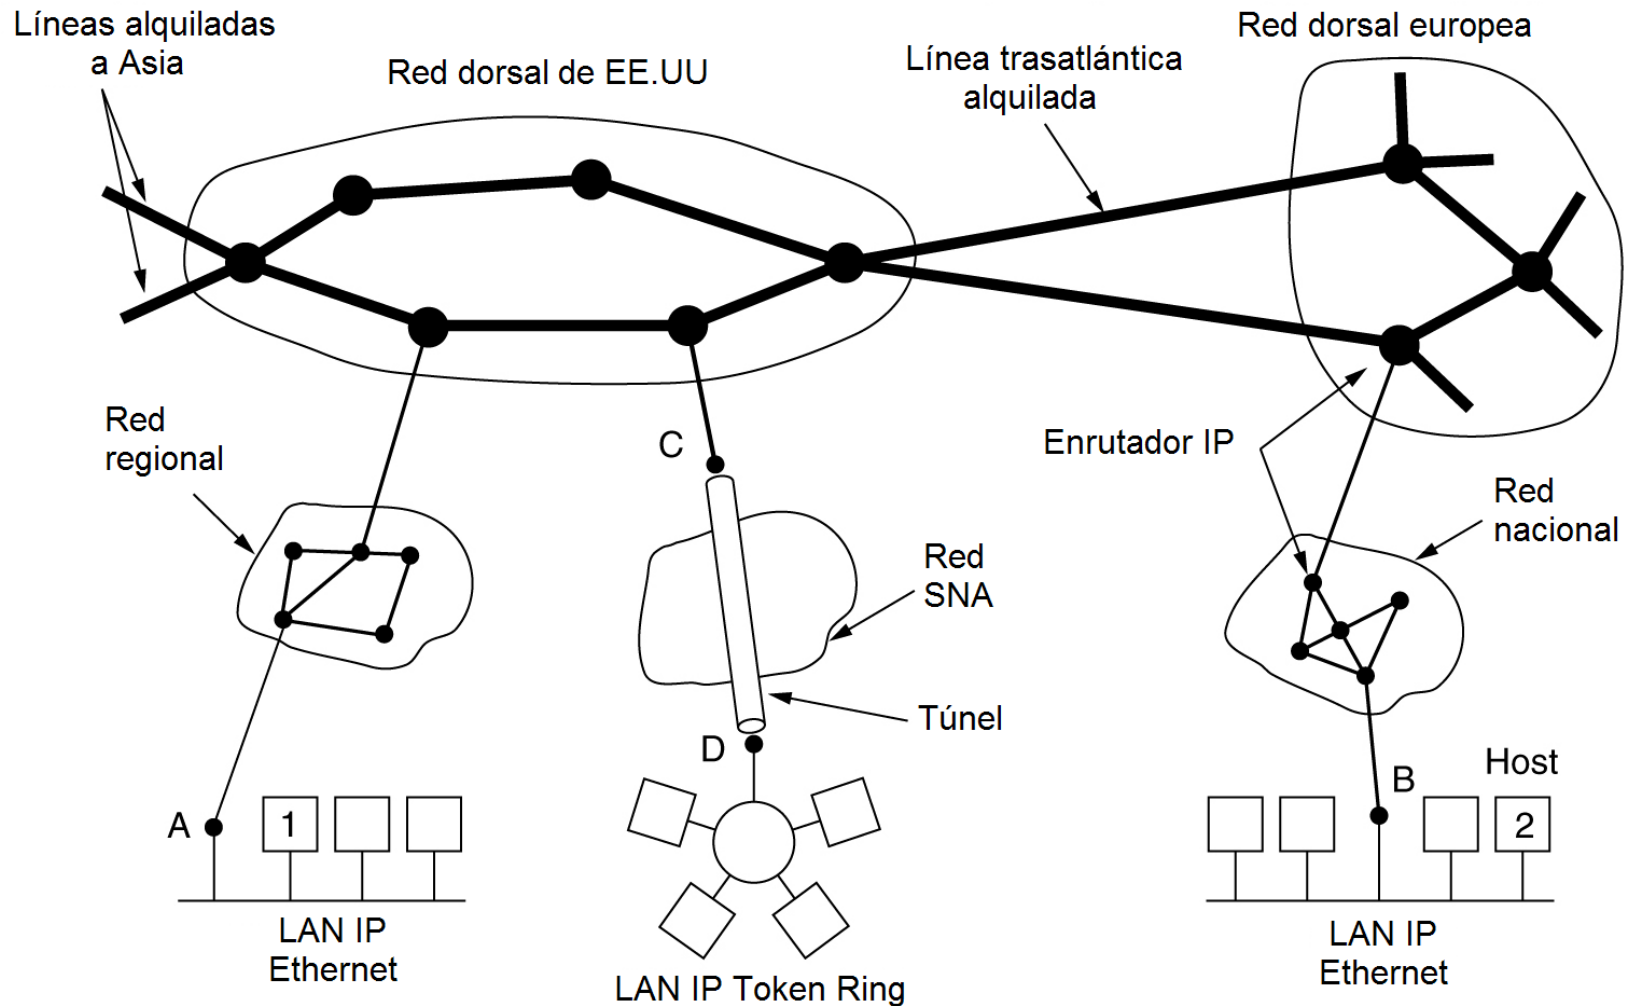 Líneas alquiladas
a Asia
Red dorsal de EE.UU
Línea trasatlántica
alquilada
Red dorsal europea
Red
regional
C
Enrutador IP
Red
nacional
Red
SNA
Túnel
D
A
1
B
Host
2
LAN IP
Ethernet
LAN IP Token Ring
LAN IP
Ethernet